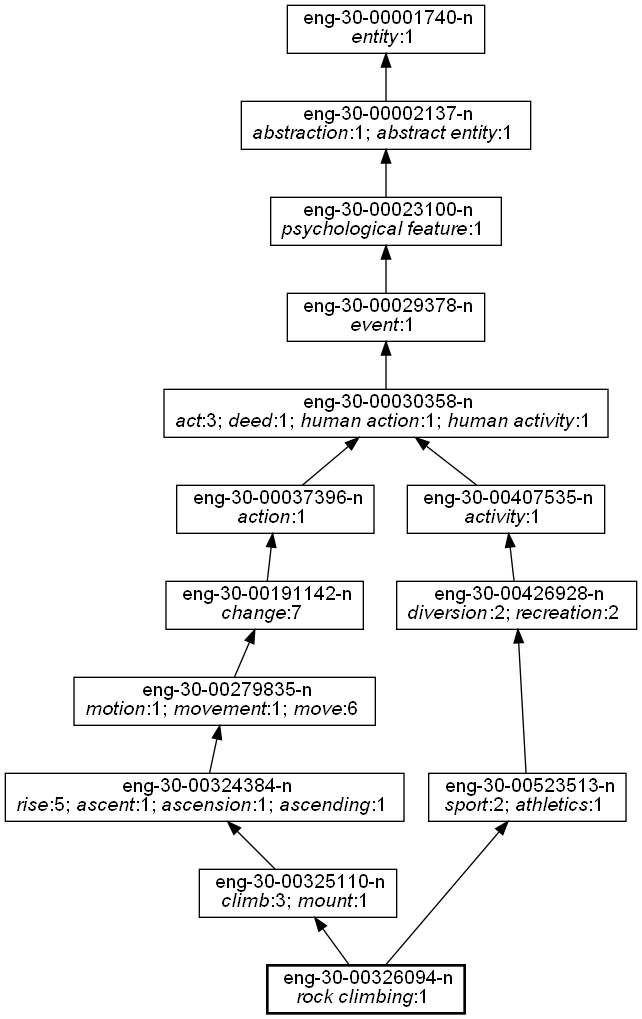 eng-30-00001740-n
entity:1
eng-30-00002137-n
abstraction:1; abstract entity:1
eng-30-00023100-n
psychological feature:1
eng-30-00029378-n
event:1
eng-30-00030358-n
act:3; deed:1; human action:1; human activity:1
eng-30-00037396-n
action:1
eng-30-00407535-n
activity:1
eng-30-00191142-n
change:7
eng-30-00426928-n
diversion:2; recreation:2
eng-30-00279835-n
motion:1; movement:1; move:6
eng-30-00324384-n
rise:5; ascent:1; ascension:1; ascending:1
eng-30-00523513-n
sport:2; athletics:1
eng-30-00325110-n
climb:3; mount:1
eng-30-00326094-n
rock climbing:1